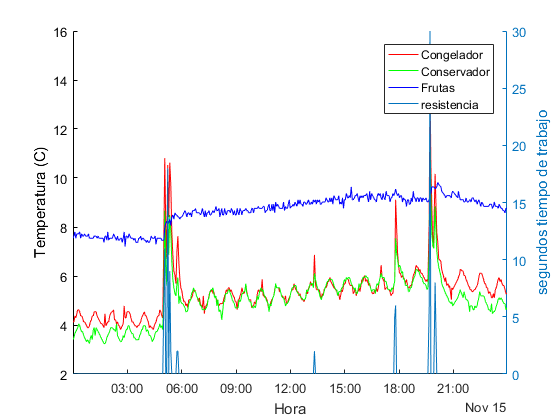 16
14
12
10
8
6
4
2
Temperatura (C)
30
25
20
15
10
5
0
segundos tiempo de trabajo
Congelador
Conservador
Frutas
resistencia
03:00 06:00 09:00 12:00 15:00 18:00 21:00
Nov 15
Hora